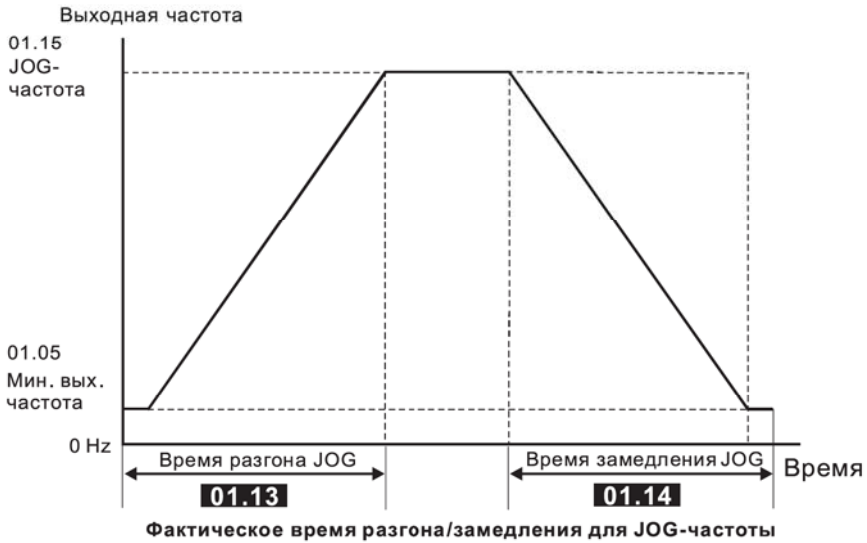 Выходная частота
01.15
JOG-
частота
01.05
Мин. вых.
частота
0 Hz
Время разгона JOG
Время замедления JOG
Время
01.13
01.14
Фактическое время разгона/замедления для JOG-частоты